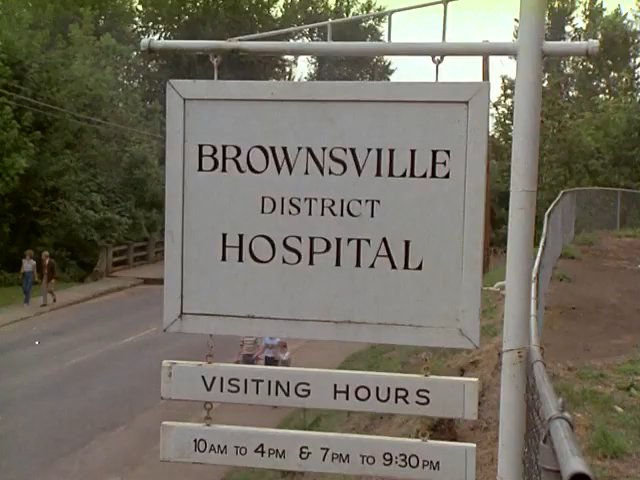 BROWNSVILLE
DISTRICT
HOSPITAL
VISITING HOURS
10AM TO 4PM & 7PM TO 9:30PM